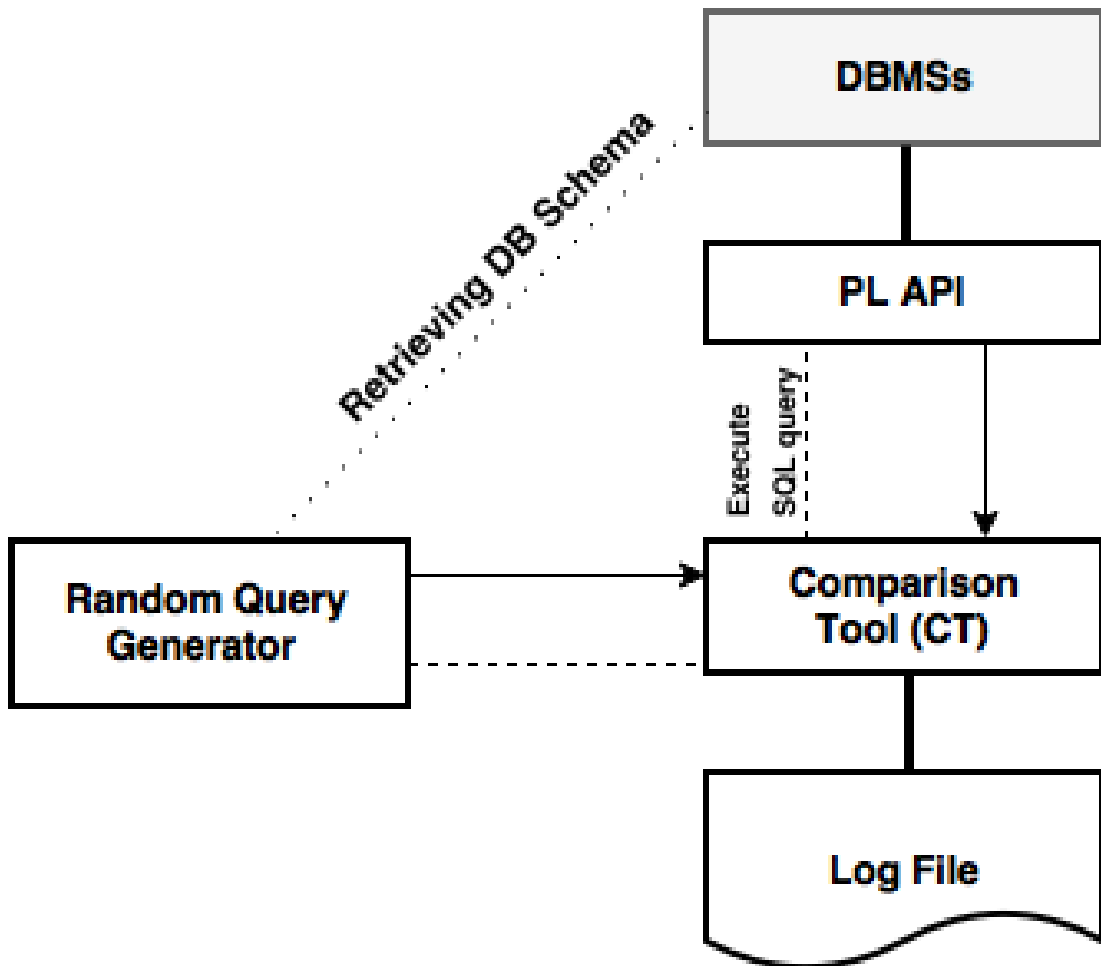 DBMSs
Retrieving DB Schema
PL API
Execute
SQL query
Random Query
Generator
Comparison
Tool (CT)
Log File